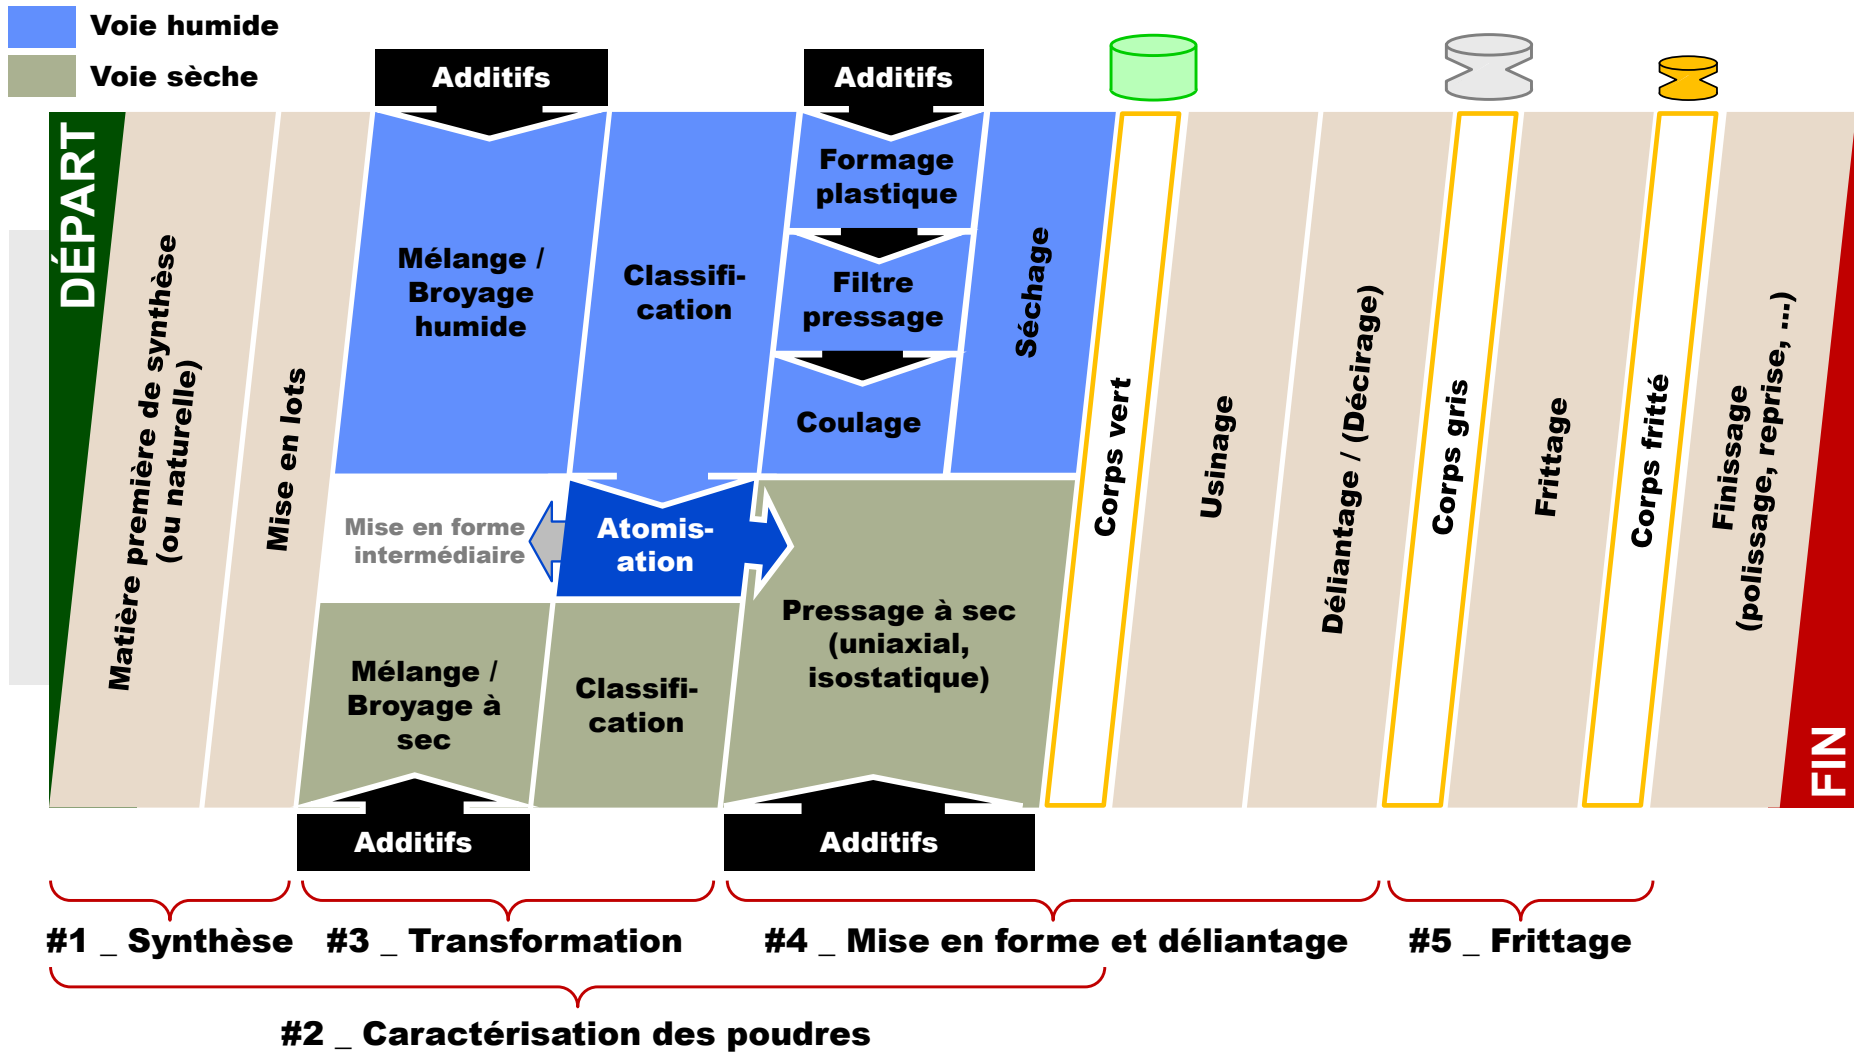 Voie humide
Voie sèche
Additifs
Additifs
DÉPART
Matière première de synthèse
(ou naturelle)
Mise en lots
Mélange /
Broyage
humide
Classifi-
cation
Formage
plastique
Filtre
pressage
Coulage
Séchage
Mise en forme
intermédiaire
Atomis-
ation
Mélange /
Broyage à
sec
Classifi-
cation
Pressage à sec
(uniaxial,
isostatique)
Corps vert
Usinage
Déliantage / (Décirage)
Corps gris
Frittage
Corps fritté
Finissage
(polissage, reprise, ...)
FIN
Additifs
Additifs
#1 _ Synthèse
#3 _ Transformation
#4 _ Mise en forme et déliantage
#5 _ Frittage
#2 _ Caractérisation des poudres